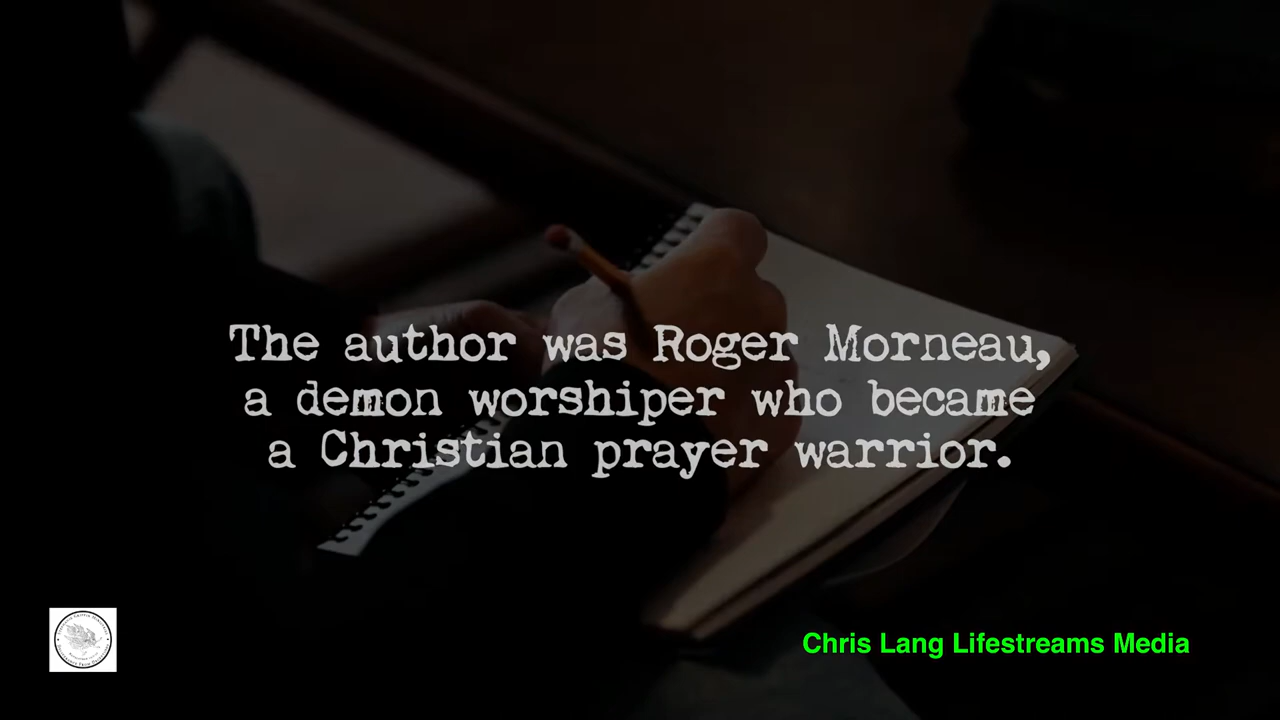 The author was Roger Morneau,
a demon worshiper who became
a Christian prayer warrior.
Chris Lang Lifestreams Media